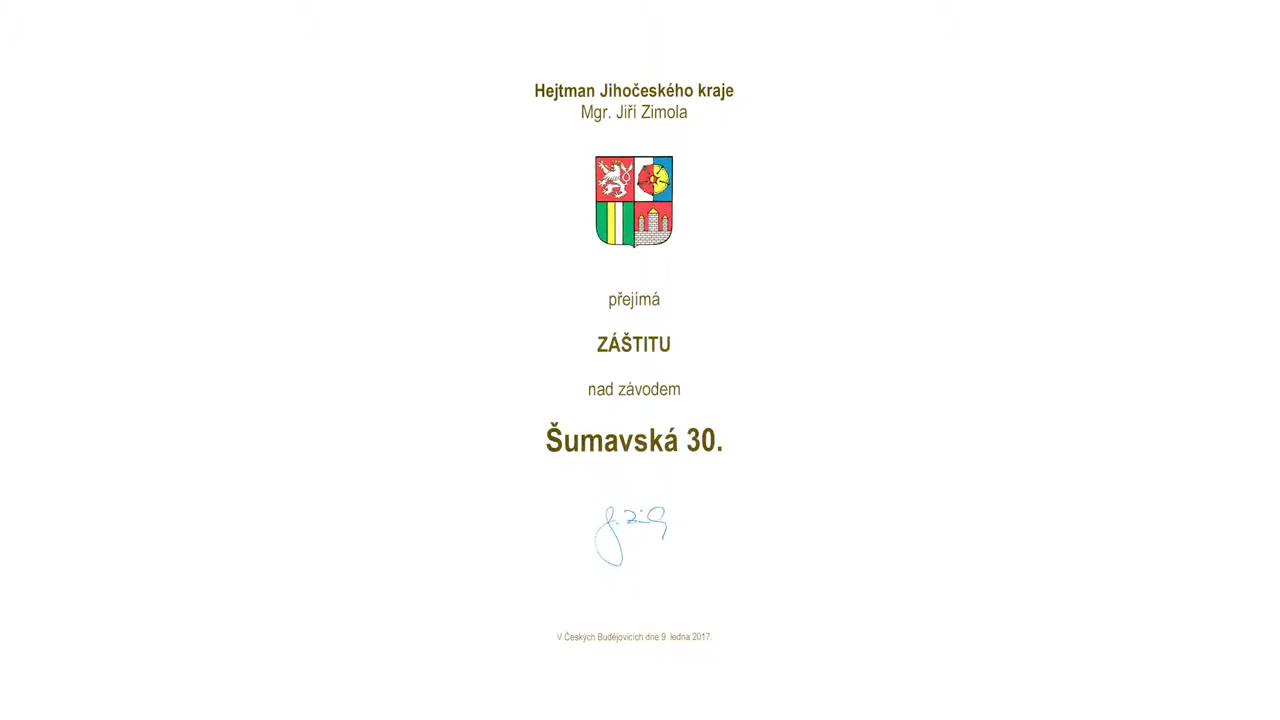 Hejtman Jihočeského kraje
Mgr. Jiří Zimola
přejímá
ZÁŠTITU
nad závodem
Šumavská 30.
V Českých Budějovicích dne 9. ledna 2017.